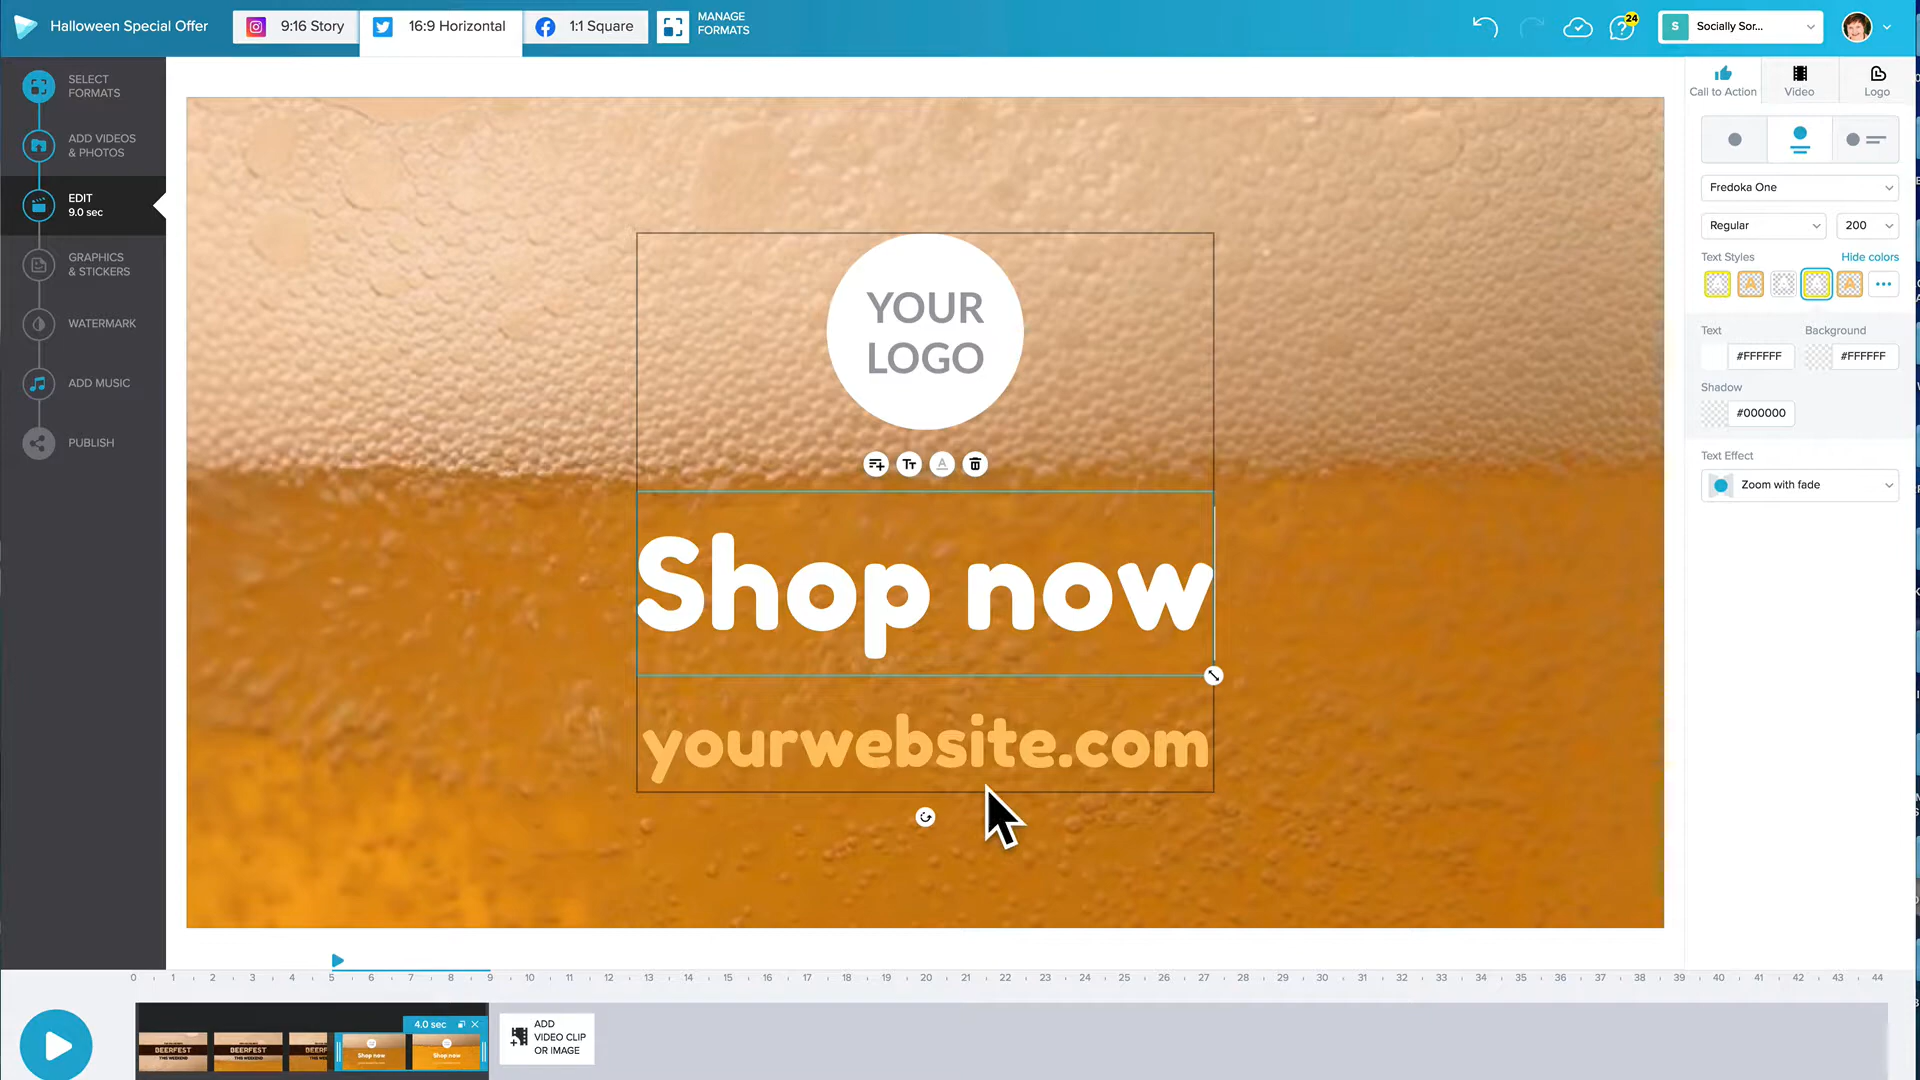 Halloween Special Offer
9:16 Story
16:9 Horizontal
1:1 Square
MANAGE
FORMATS
24
S
Socially Sor...
SELECT
FORMATS
ADD VIDEOS
& PHOTOS
EDIT
9.0 sec
GRAPHICS
& STICKERS
WATERMARK
ADD MUSIC
PUBLISH
YOUR
LOGO
Shop now
yourwebsite.com
Call to Action
Video
Logo
Fredoka One
Regular
200
Text Styles
Hide colors
Text
Background
#FFFFFF
#FFFFFF
Shadow
#000000
Text Effect
Zoom with fade
0 1 2 3 4 5 6 7 8 9 10 11 12 13 14 15 16 17 18 19 20 21 22 23 24 25 26 27 28 29 30 31 32 33 34 35 36 37 38 39 40 41 42 43 44
4.0 sec
BEERFEST
THIS WEEKEND
BEERFEST
THIS WEEKEND
BEERF
Shop now
Shop now
ADD
VIDEO CLIP
OR IMAGE